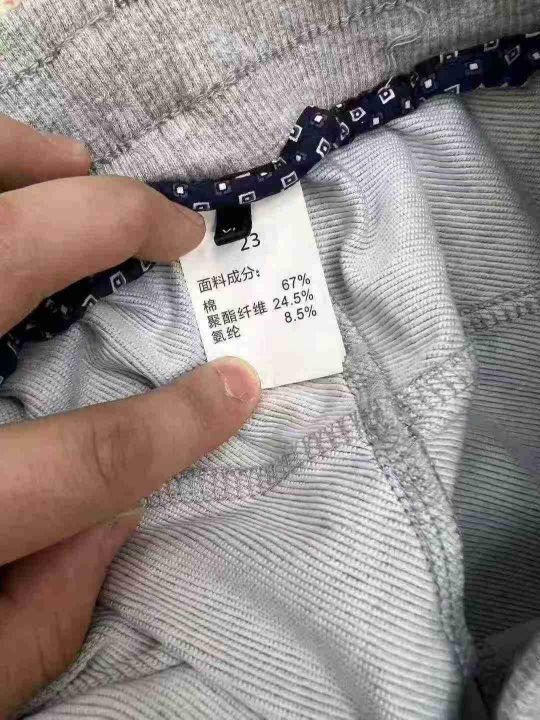 23
面料成分:
棉 67%
聚酯纤维 24.5%
氨纶 8.5%